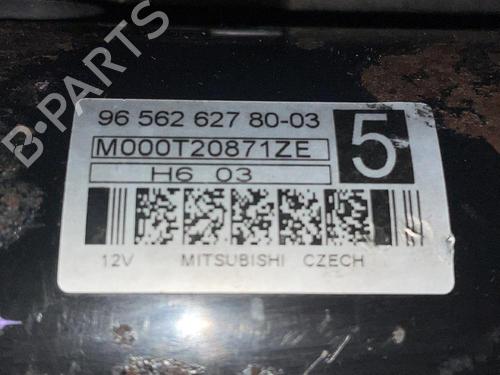 B-PARTS
96 562 627 80-03
5
M000T20871ZE
H6 03
12V MITSUBISHI CZECH